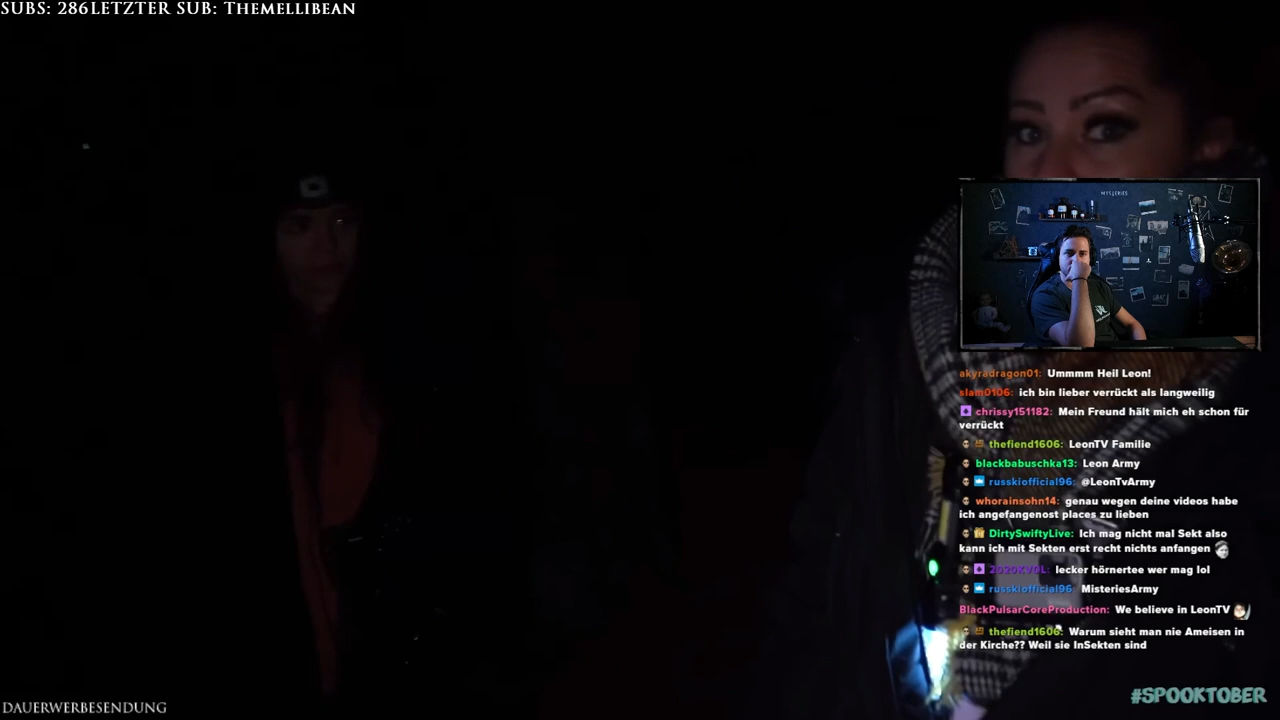 SUBS: 286LETZTER SUB: THEMELLIBEAN
MYSTERIES
akyradragon01: Ummmm Heil Leon!
slam0106: ich bin lieber verrückt als langweilig
chrissy151182: Mein Freund hält mich eh schon für
verrückt
thefiend1606: LeonTV Familie
blackbabuschka13: Leon Army
russkiofficial96: @LeonTvArmy
whorainsohn14: genau wegen deine videos habe
ich angefangenost places zu lieben
DirtySwiftyLive: Ich mag nicht mal Sekt also
kann ich mit Sekten erst recht nichts anfangen
lecker hörnertee wer mag lol
russkiofficial96: MisteriesArmy
BlackPulsarCoreProduction: We believe in LeonTV
thefiend1606: Warum sieht man nie Ameisen in
der Kirche?? Weil sie InSekten sind
#SPOOKTOBER
DAUERWERBESENDUNG